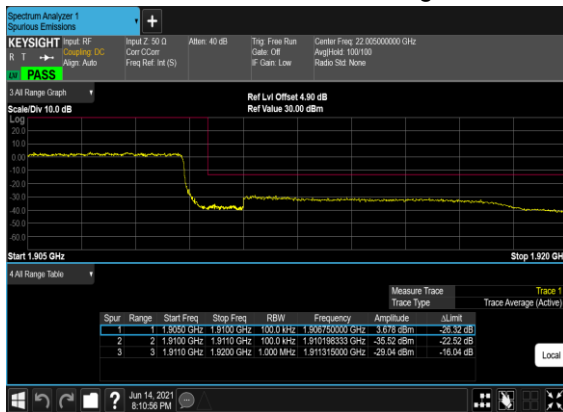 Spectrum Analyzer 1
Spurious Emissions
KEYSIGHT Input: RF Input Z: 50 Ω Atten: 40 dB Trig: Free Run Center Freq: 22.005000000 GHz
R T Coupling: DC Corr CCorr Gate: Off Avg|Hold: 100/100
Align: Auto Freq Ref: Int (S) IF Gain: Low Radio Std: None
PASS
3 All Range Graph
Ref Lvl Offset 4.90 dB
Scale/Div 10.0 dB Ref Value 30.00 dBm
Log
20.0
10.0
0.00
-10.0
-20.0
-30.0
-40.0
-50.0
-60.0
Start 1.905 GHz Stop 1.920 GH
4 All Range Table
Measure Trace Trace 1
Trace Type Trace Average (Active)
Spur Range Start Freq Stop Freq RBW Frequency Amplitude ΔLimit
1 1 1.9050 GHz 1.9100 GHz 100.0 kHz 1.906750000 GHz 3.678 dBm -26.32 dB
2 2 1.9100 GHz 1.9110 GHz 100.0 kHz 1.910198333 GHz -35.52 dBm -22.52 dB
3 3 1.9110 GHz 1.9200 GHz 1.000 MHz 1.911315000 GHz -29.04 dBm -16.04 dB
Local
? Jun 14, 2021
8:10:56 PM